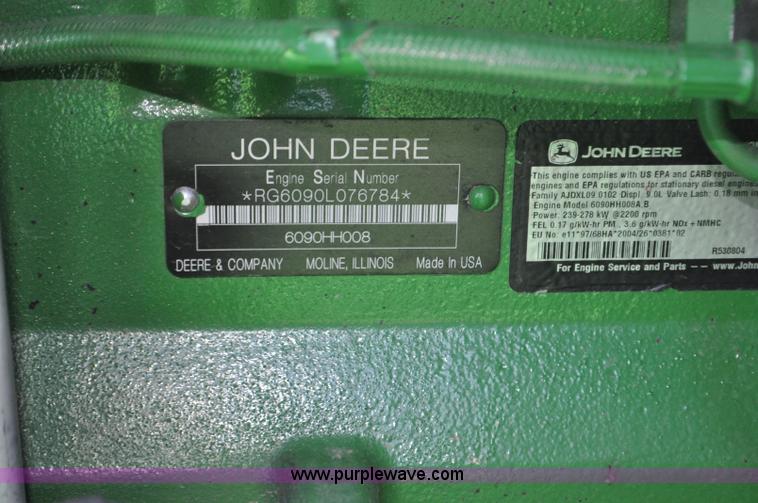 JOHN DEERE
Engine Serial Number
*RG6090L076784*
6090HH008
DEERE & COMPANY MOLINE, ILLINOIS Made In USA
JOHN DEERE
This engine complies with US EPA and CARB
engines and EPA regulations for stationary diesel
Family AJDXL09.0102 Displ. 9.0L Valve Lash: 0.18 mm
Engine Model 6090HH008A,B
Power: 239-278 kW @2200 rpm
FEL 0.17 g/kW-hr PM, 3.6 g/kW-hr NOx + NMHC
EU No: e11*97/68HA*2004/26*0381*02
R530804
For Engine Service and Parts --
www.purplewave.com